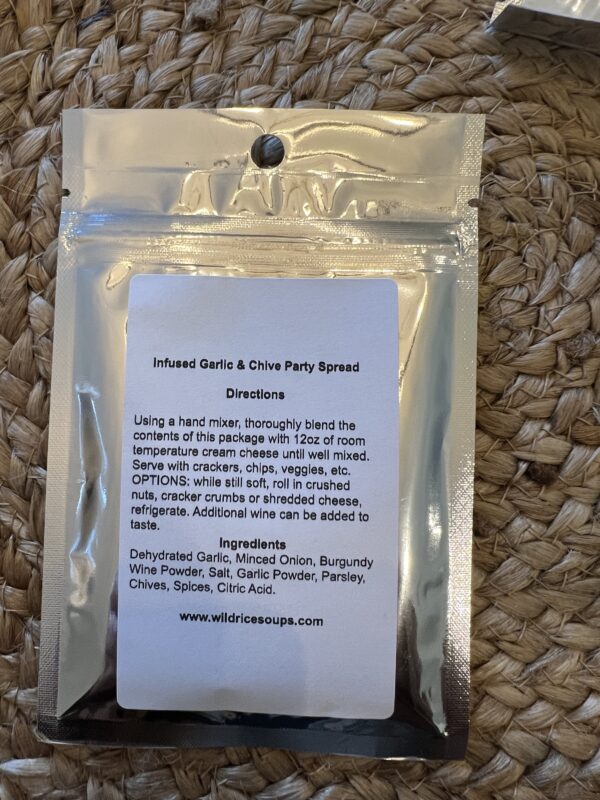 Infused Garlic & Chive Party Spread
Directions
Using a hand mixer, thoroughly blend the
contents of this package with 12oz of room
temperature cream cheese until well mixed.
Serve with crackers, chips, veggies, etc.
OPTIONS: while still soft, roll in crushed
nuts, cracker crumbs or shredded cheese,
refrigerate. Additional wine can be added to
taste.
Ingredients
Dehydrated Garlic, Minced Onion, Burgundy
Wine Powder, Salt, Garlic Powder, Parsley,
Chives, Spices, Citric Acid.
www.wildricesoups.com